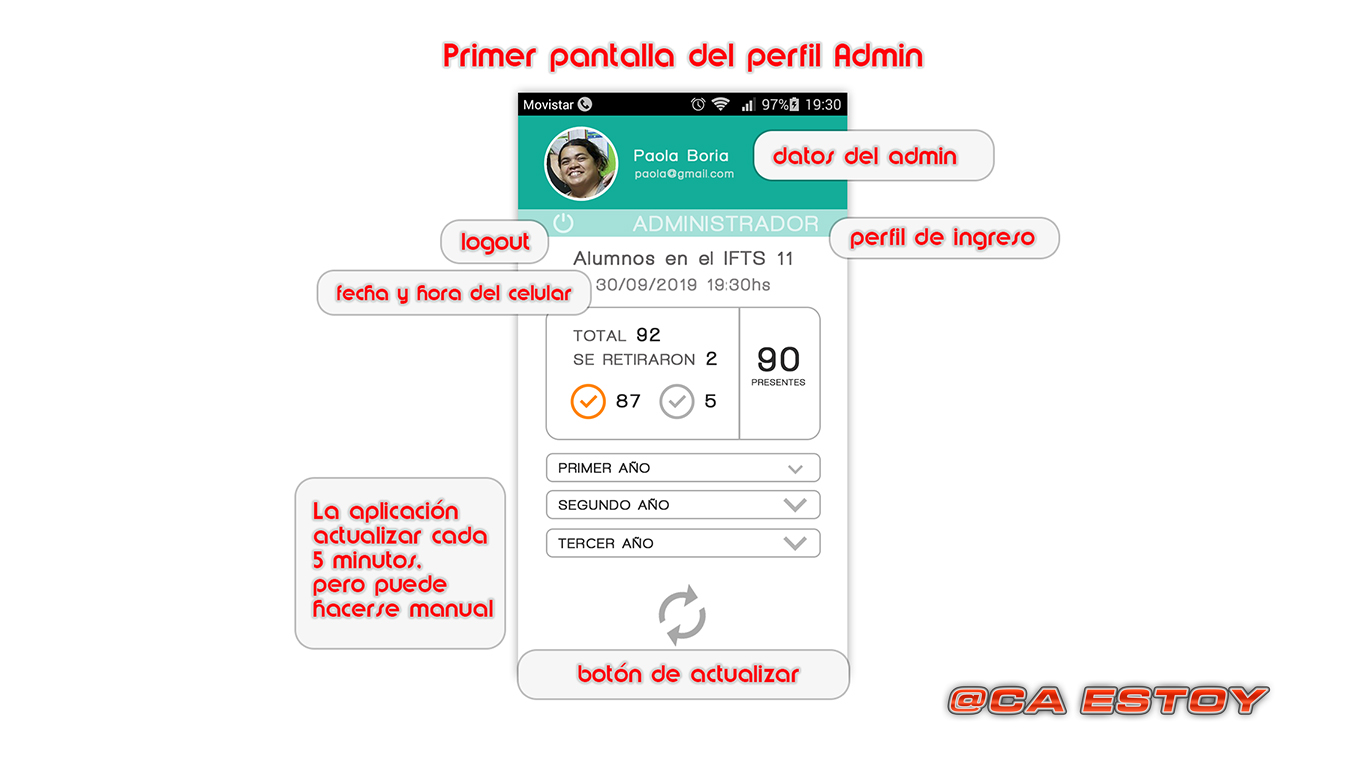 Primer pantalla del perfil Admin
Movistar 97% 19:30
Paola Boria
paola@gmail.com
datos del admin
ADMINISTRADOR
logout
perfil de ingreso
Alumnos en el IFTS 11
fecha y hora del celular
30/09/2019 19:30hs
TOTAL 92
SE RETIRARON 2
87 5
90
PRESENTES
PRIMER AÑO
SEGUNDO AÑO
TERCER AÑO
La aplicación
actualizar cada
5 minutos.
pero puede
hacerse manual
botón de actualizar
@CA ESTOY